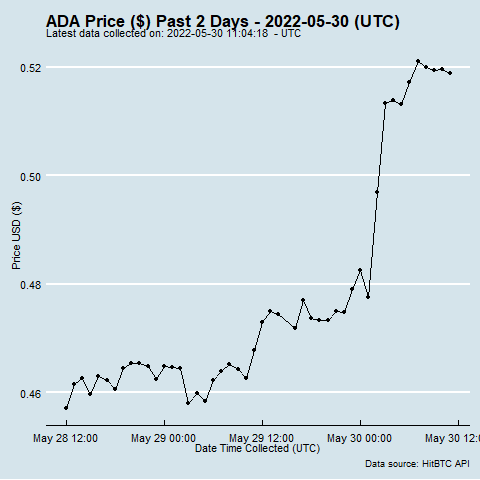 ADA Price ($) Past 2 Days - 2022-05-30 (UTC)
Latest data collected on: 2022-05-30 11:04:18 - UTC
0.52
0.50
0.48
0.46
Price USD ($)
May 28 12:00 May 29 00:00 May 29 12:00 May 30 00:00 May 30 12:0
Date Time Collected (UTC)
Data source: HitBTC API